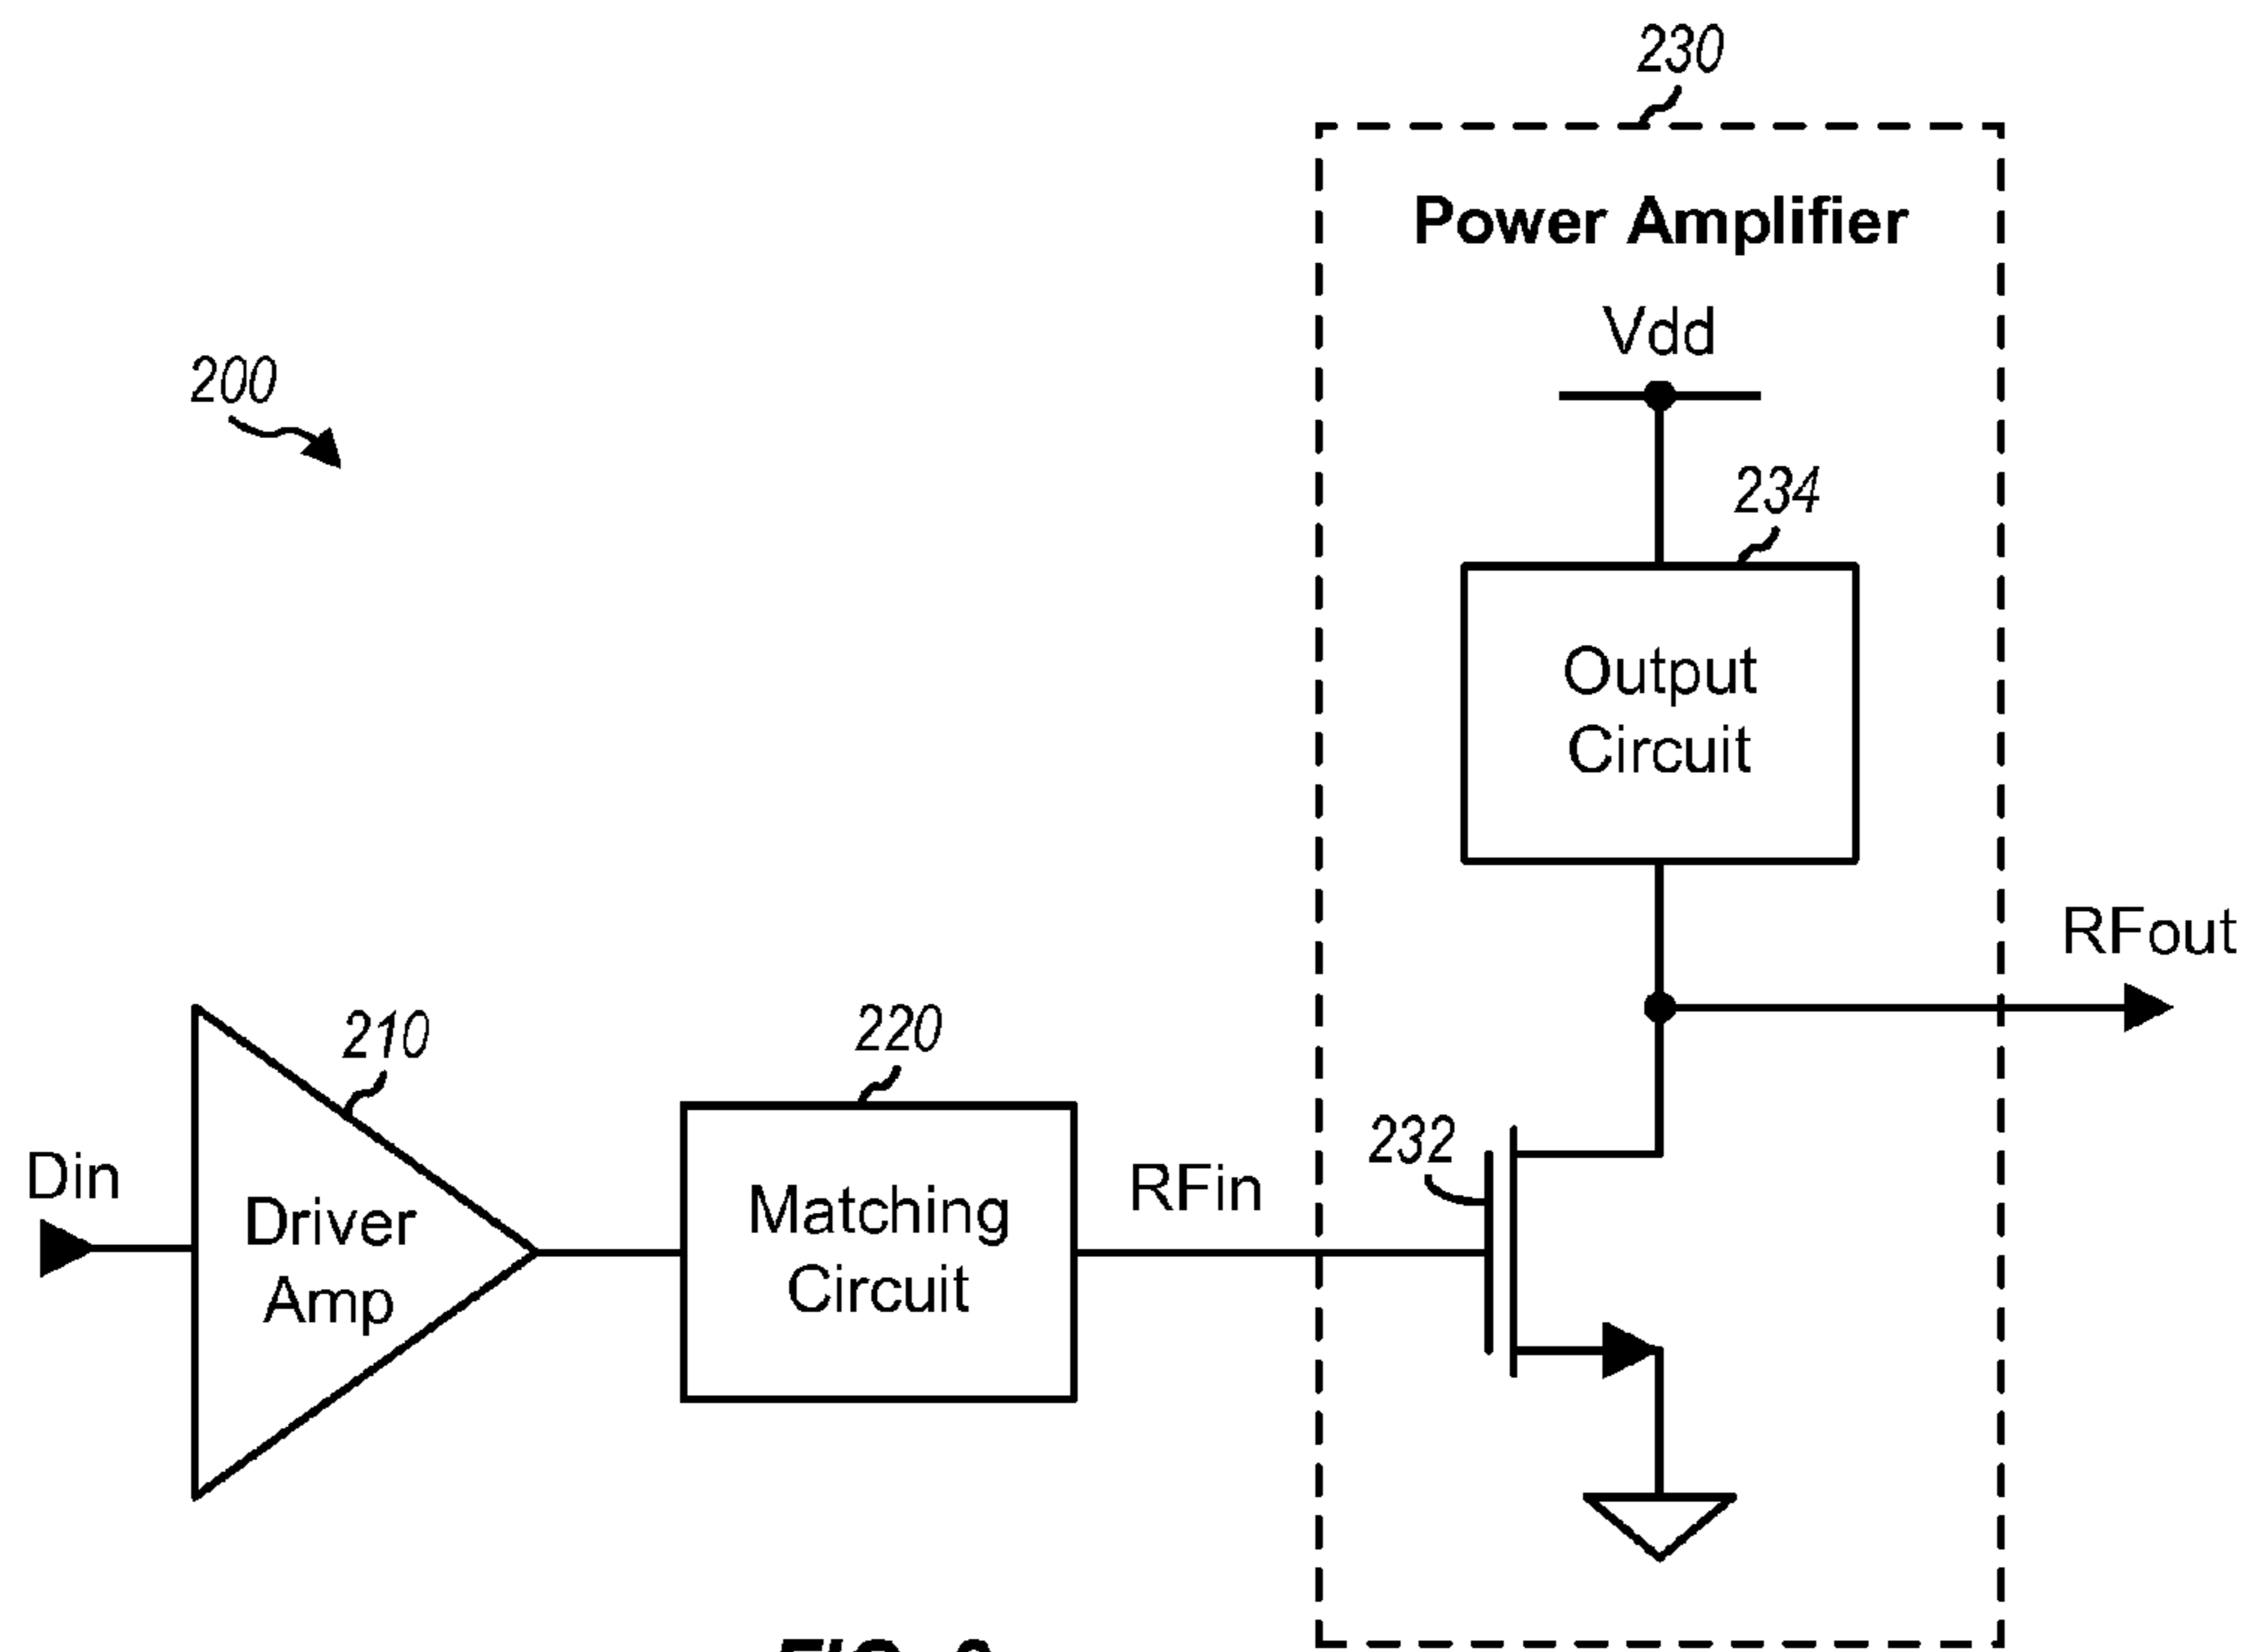 230
Power Amplifier
Vdd
200
234
Output
Circuit
RFout
210
220
232
Din
Driver
Amp
Matching
Circuit
RFin